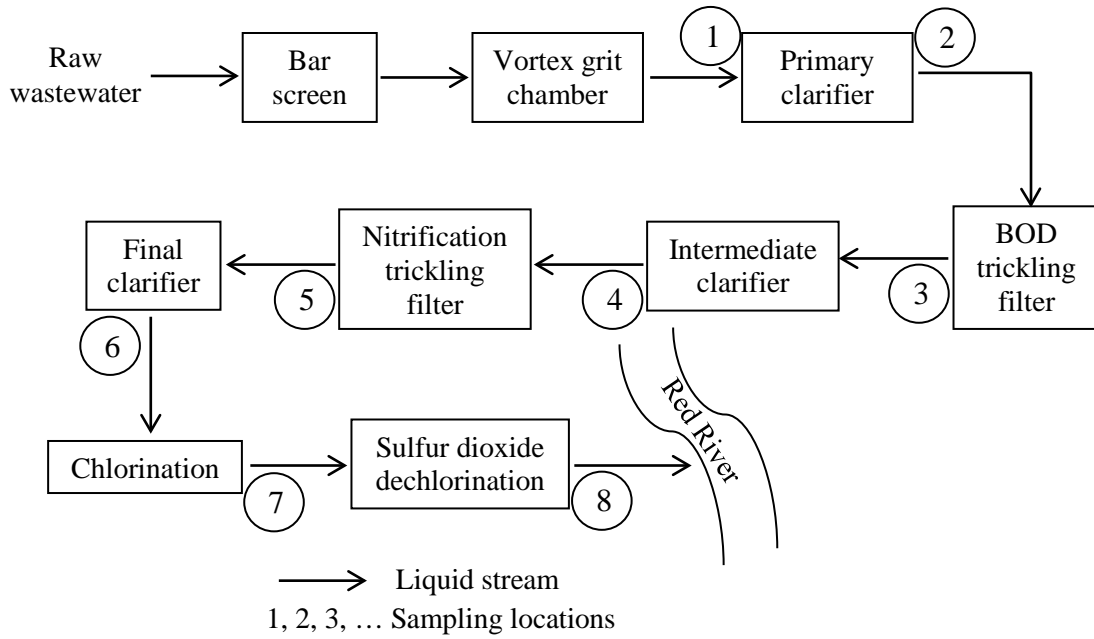 Raw
wastewater
Bar
screen
Vortex grit
chamber
1
Primary
clarifier
2
BOD
trickling
filter
3
Intermediate
clarifier
4
Nitrification
trickling
filter
5
Final
clarifier
6
Chlorination
7
Sulfur dioxide
dechlorination
8
Red River
Liquid stream
1, 2, 3, … Sampling locations